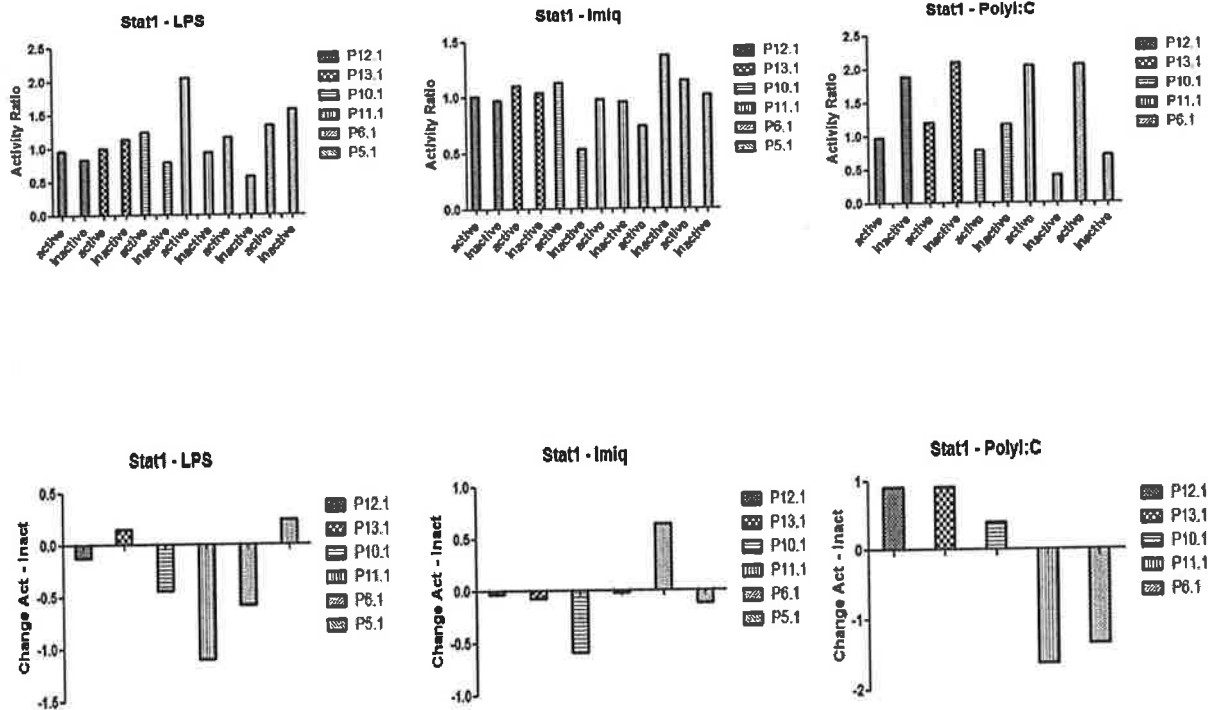 Stat1 - LPS
Activity Ratio
2.5
2.0
1.5
1.0
0.5
0.0
active
inactive
active
inactive
active
inactive
active
inactive
active
inactive
active
inactive
P12.1
P13.1
P10.1
P11.1
P6.1
P5.1
Stat1 - Imiq
Activity Ratio
1.5
1.0
0.5
0.0
active
inactive
active
inactive
active
inactive
active
inactive
active
inactive
active
inactive
P12.1
P13.1
P10.1
P11.1
P6.1
P5.1
Stat1 - PolyI:C
Activity Ratio
2.5
2.0
1.5
1.0
0.5
0.0
active
inactive
active
inactive
active
inactive
active
inactive
active
inactive
P12.1
P13.1
P10.1
P11.1
P6.1
Stat1 - LPS
Change Act - Inact
0.5
0.0
-0.5
-1.0
-1.5
P12.1
P13.1
P10.1
P11.1
P6.1
P5.1
Stat1 - Imiq
Change Act - Inact
1.0
0.5
0.0
-0.5
-1.0
P12.1
P13.1
P10.1
P11.1
P6.1
P5.1
Stat1 - PolyI:C
Change Act - Inact
1
0
-1
-2
P12.1
P13.1
P10.1
P11.1
P6.1